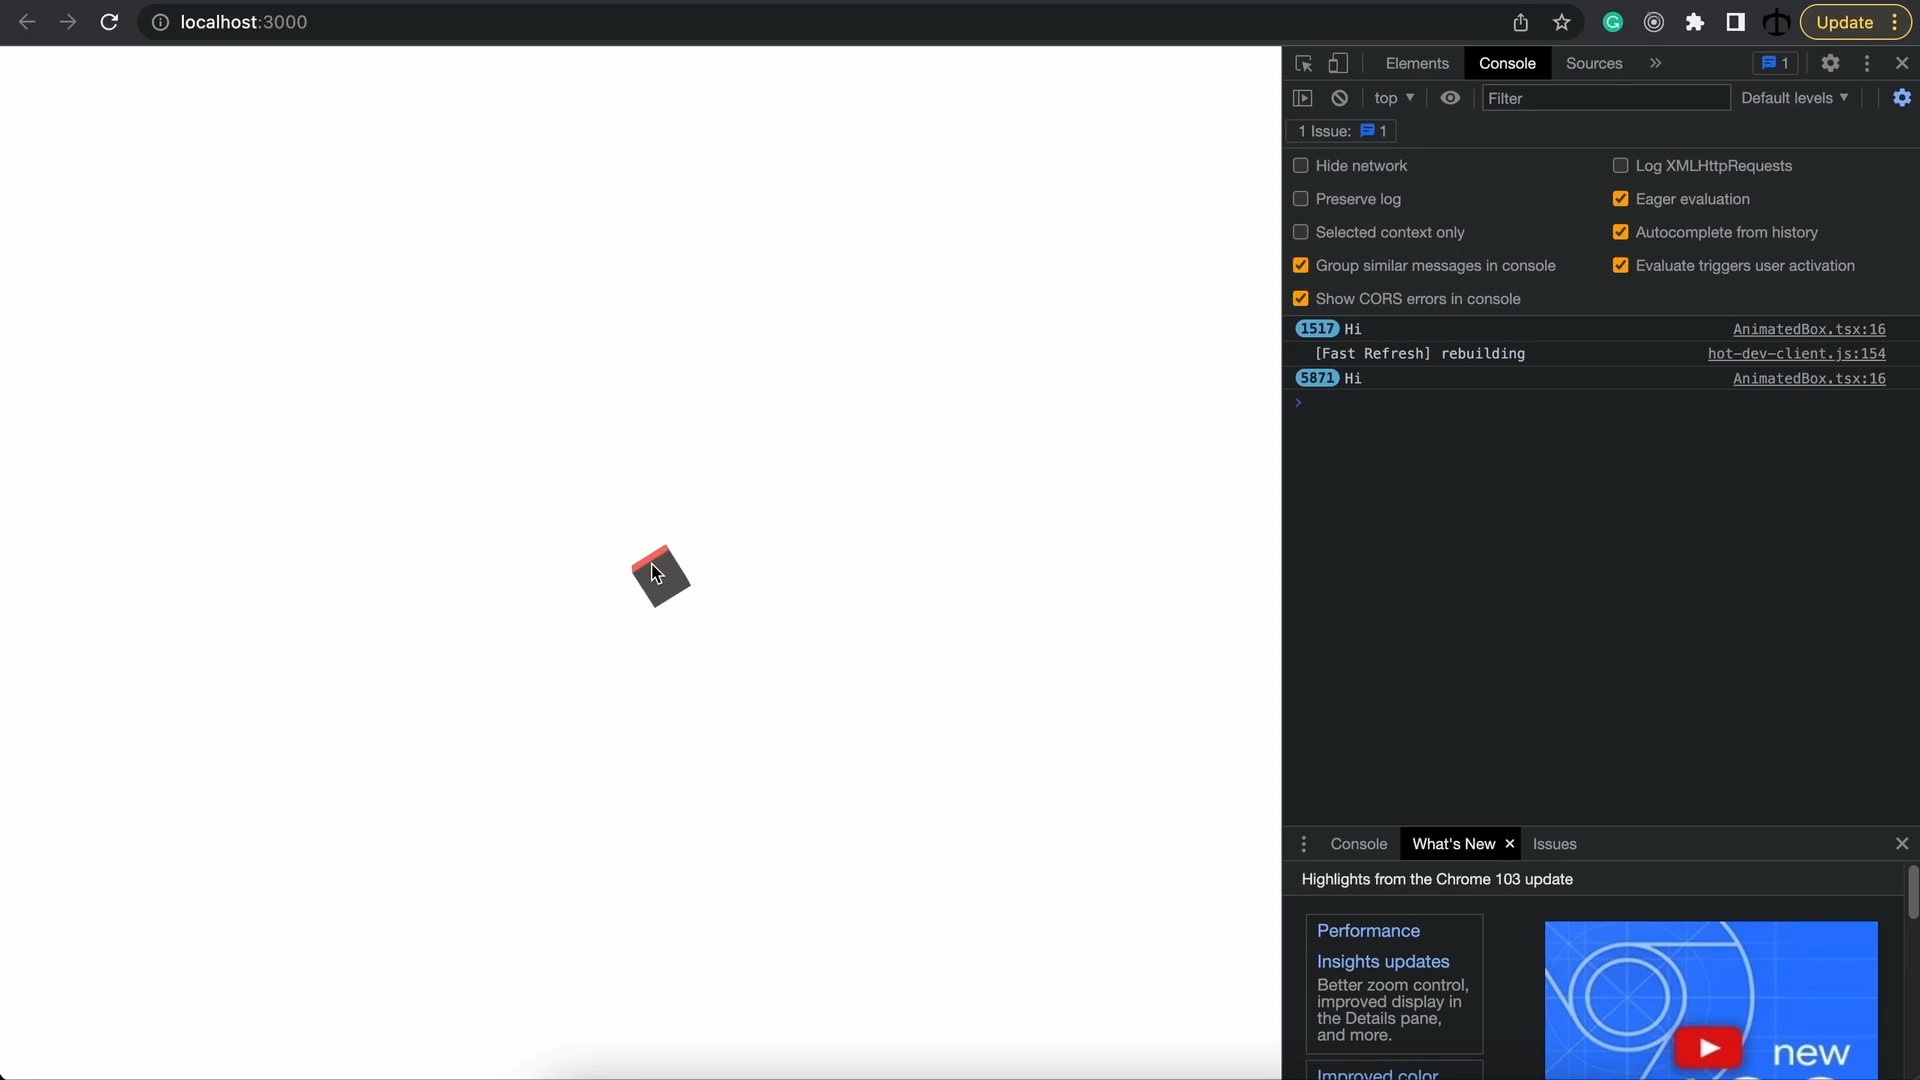 localhost:3000
Update
Elements
Console
Sources
1
top
Filter
Default levels
1 Issue: 1
Hide network
Log XMLHttpRequests
Preserve log
Eager evaluation
Selected context only
Autocomplete from history
Group similar messages in console
Evaluate triggers user activation
Show CORS errors in console
1517 Hi AnimatedBox.tsx:16
[Fast Refresh] rebuilding hot-dev-client.js:154
5871 Hi AnimatedBox.tsx:16
Console
What's New
Issues
Highlights from the Chrome 103 update
Performance
Insights updates
Better zoom control,
improved display in
the Details pane,
and more.
Improved color
new